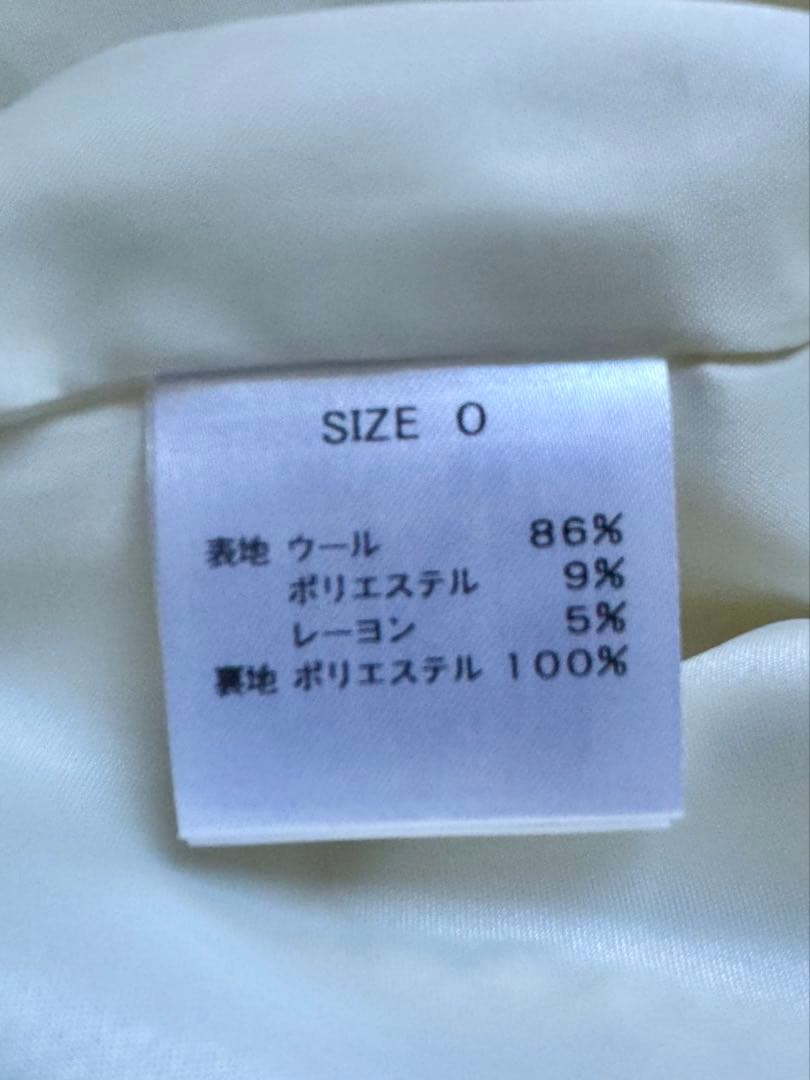 SIZE 0
表地 ウール 86%
ポリエステル 9%
レーヨン 5%
裏地 ポリエステル 100%